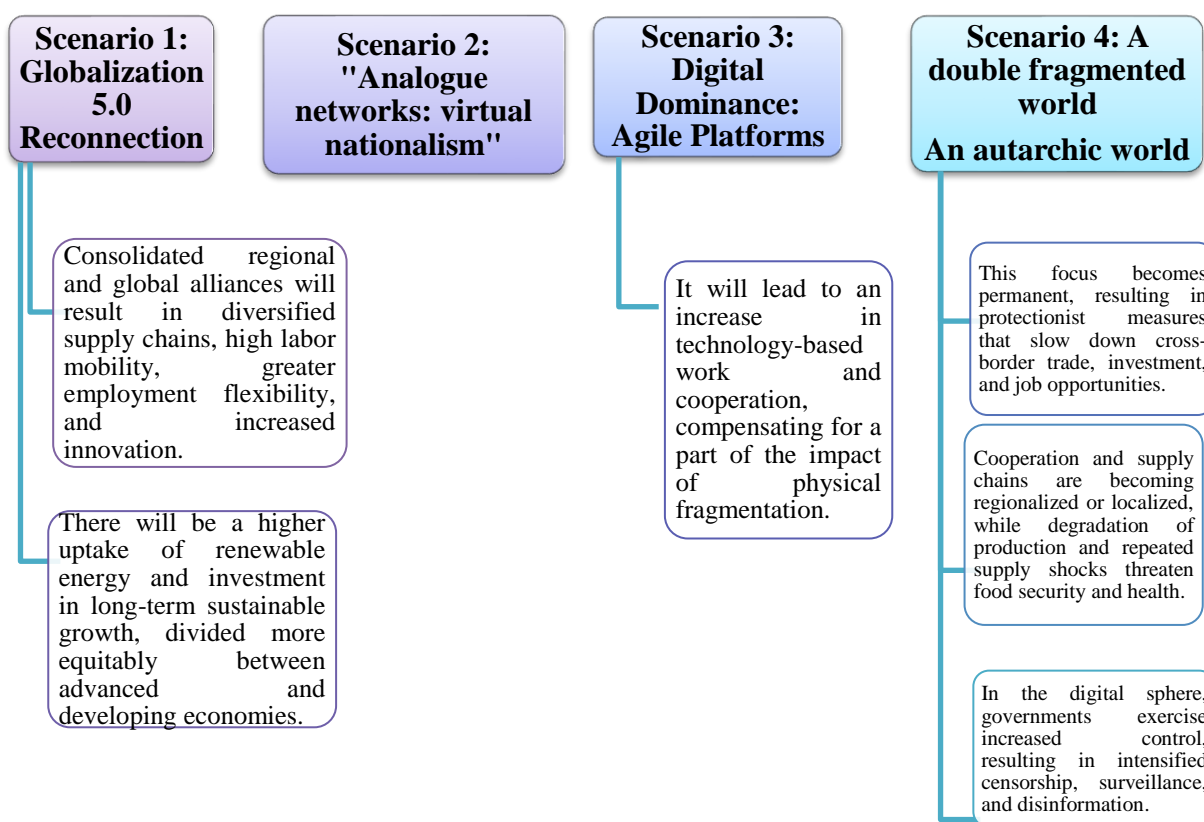 Scenario 1:
Globalization
5.0
Reconnection
Consolidated regional
and global alliances will
result in diversified
supply chains, high labor
mobility, greater
employment flexibility,
and increased
innovation.
There will be a higher
uptake of renewable
energy and investment
in long-term sustainable
growth, divided more
equitably between
advanced and
developing economies.
Scenario 2:
"Analogue
networks: virtual
nationalism"
Scenario 3:
Digital
Dominance:
Agile Platforms
It will lead to an
increase in
technology-based
work and
cooperation,
compensating for a
part of the impact
of physical
fragmentation.
Scenario 4: A
double fragmented
world
An autarchic world
This focus becomes
permanent, resulting in
protectionist measures
that slow down cross-
border trade, investment,
and job opportunities.
Cooperation and supply
chains are becoming
regionalized or localized,
while degradation of
production and repeated
supply shocks threaten
food security and health.
In the digital sphere,
governments exercise
increased control,
resulting in intensified
censorship, surveillance,
and disinformation.